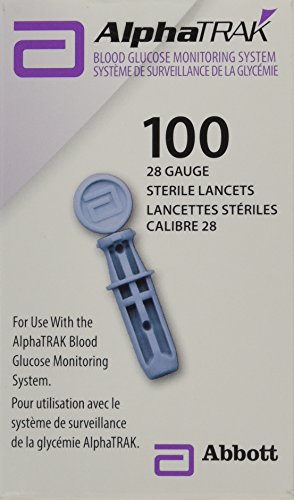 AlphaTRAK
BLOOD GLUCOSE MONITORING SYSTEM
SYSTÈME DE SURVEILLANCE DE LA GLYCÉMIE
100
28 GAUGE
STERILE LANCETS
LANCETTES STÉRILES
CALIBRE 28
For Use With the
AlphaTRAK Blood
Glucose Monitoring
System.
Pour utilisation avec le
système de surveillance
de la glycémie AlphaTRAK.
Abbott